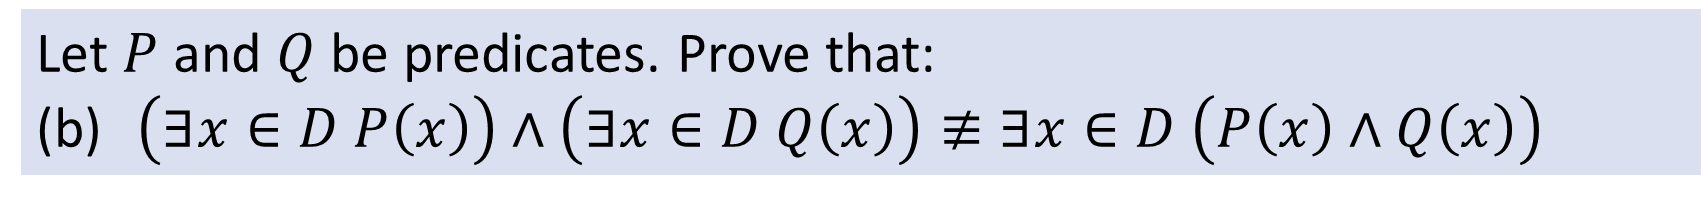 Let P and Q be predicates. Prove that:
(b) (∃x ∈ D P(x)) ∧ (∃x ∈ D Q(x)) ≢ ∃x ∈ D (P(x) ∧ Q(x))